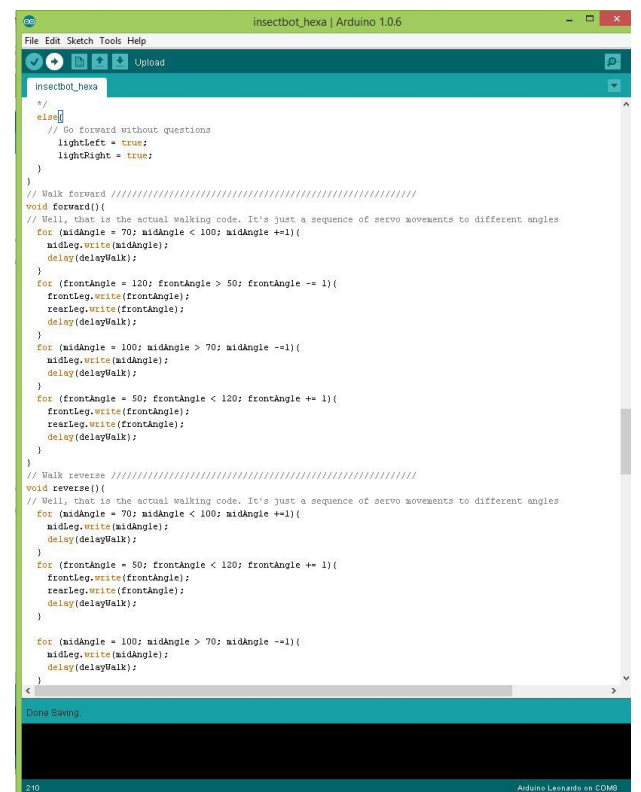 insectbot_hexa | Arduino 1.0.6
File Edit Sketch Tools Help
Upload
insectbot_hexa
*/
else{
// Go forward without questions
lightLeft = true;
lightRight = true;
}
}
// Walk forward //////////////////////////////////////////////////////////
void forward(){
// Well, that is the actual walking code. It's just a sequence of servo movements to different angles
for (midAngle = 70; midAngle < 100; midAngle +=1){
midLeg.write(midAngle);
delay(delayWalk);
}
for (frontAngle = 120; frontAngle > 50; frontAngle -= 1){
frontLeg.write(frontAngle);
rearLeg.write(frontAngle);
delay(delayWalk);
}
for (midAngle = 100; midAngle > 70; midAngle -=1){
midLeg.write(midAngle);
delay(delayWalk);
}
for (frontAngle = 50; frontAngle < 120; frontAngle += 1){
frontLeg.write(frontAngle);
rearLeg.write(frontAngle);
delay(delayWalk);
}
}
// Walk reverse //////////////////////////////////////////////////////////
void reverse(){
// Well, that is the actual walking code. It's just a sequence of servo movements to different angles
for (midAngle = 70; midAngle < 100; midAngle +=1){
midLeg.write(midAngle);
delay(delayWalk);
}
for (frontAngle = 50; frontAngle < 120; frontAngle += 1){
frontLeg.write(frontAngle);
rearLeg.write(frontAngle);
delay(delayWalk);
}
for (midAngle = 100; midAngle > 70; midAngle -=1){
midLeg.write(midAngle);
delay(delayWalk);
}
Done Saving.
210
Arduino Leonardo on COM8